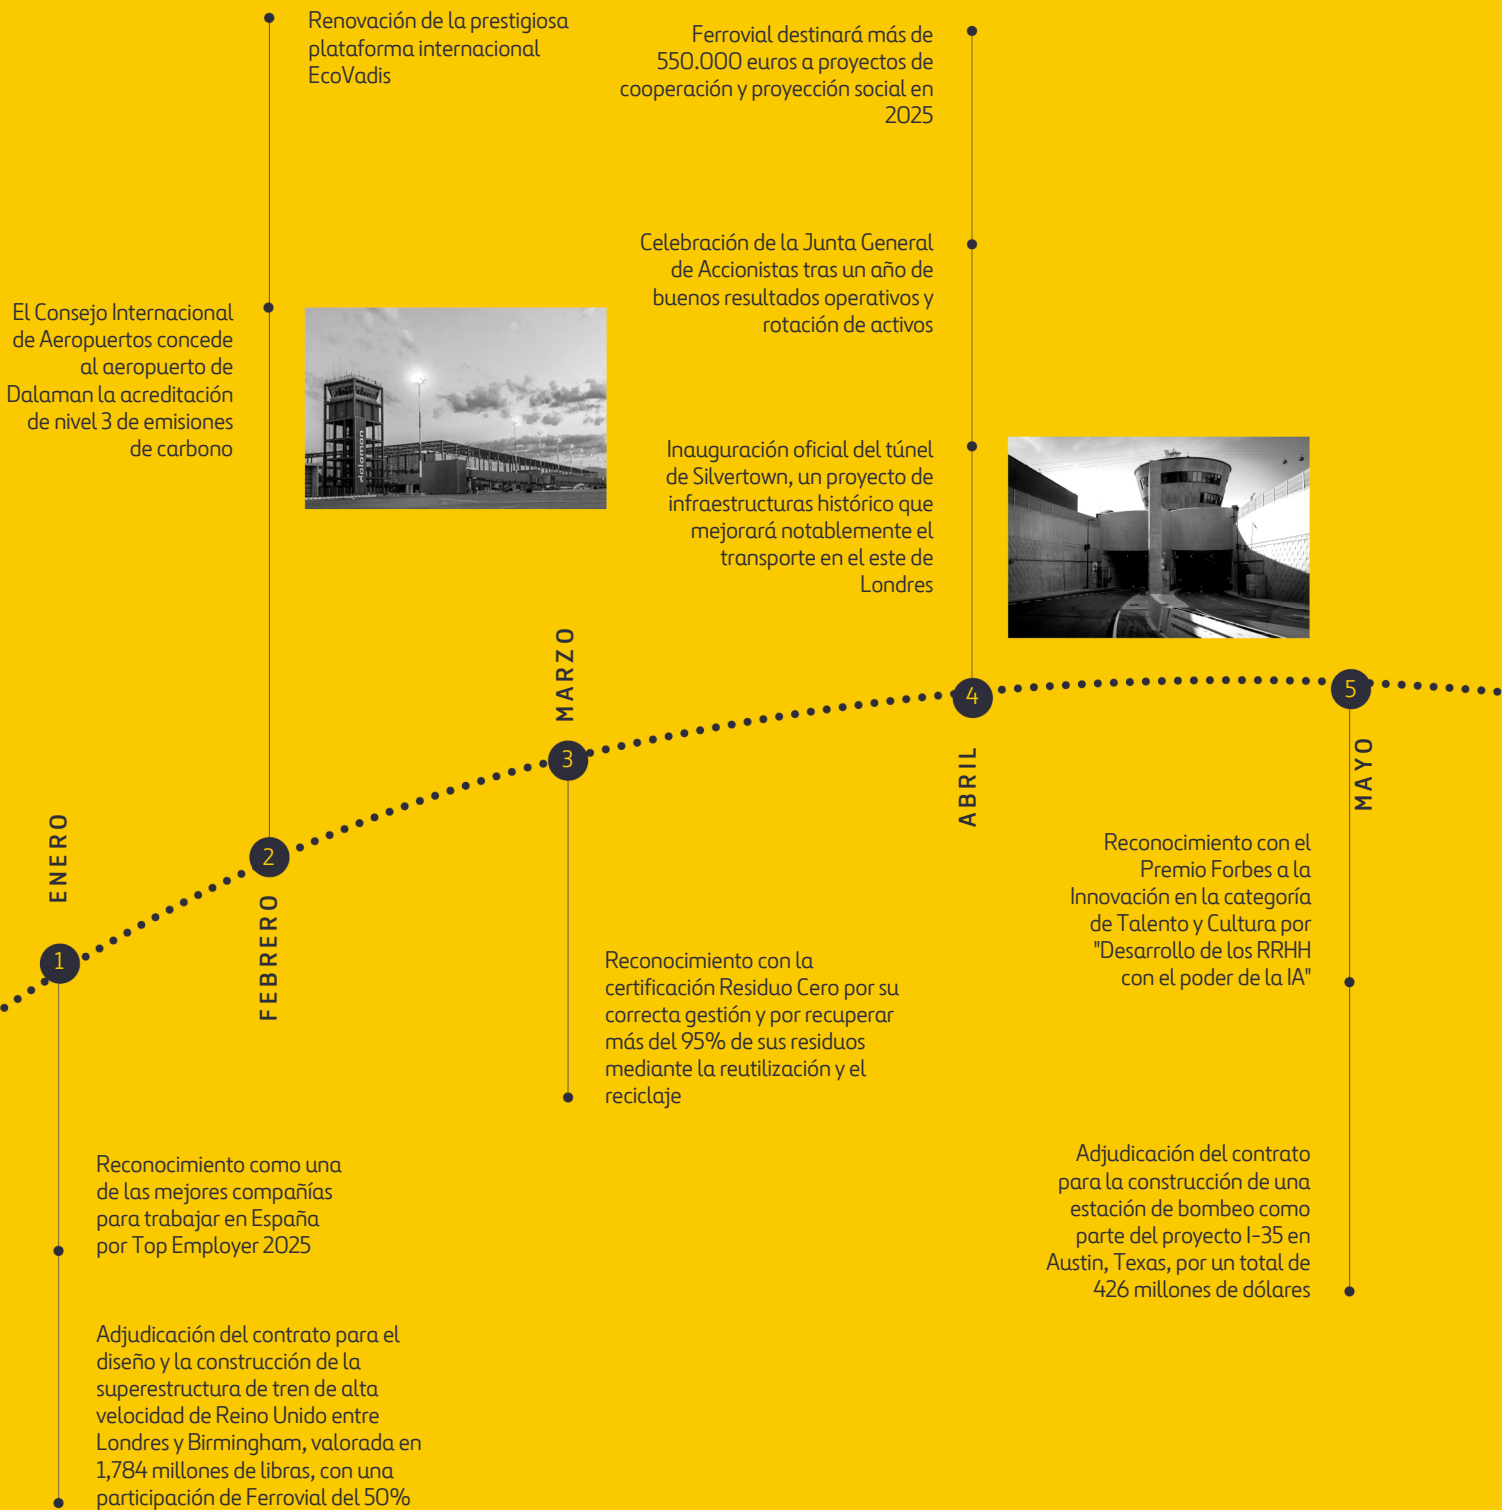 Renovación de la prestigiosa
plataforma internacional
EcoVadis
Ferrovial destinará más de
550.000 euros a proyectos de
cooperación y proyección social en
2025
Celebración de la Junta General
de Accionistas tras un año de
buenos resultados operativos y
rotación de activos
El Consejo Internacional
de Aeropuertos concede
al aeropuerto de
Dalaman la acreditación
de nivel 3 de emisiones
de carbono
dalaman
Inauguración oficial del túnel
de Silvertown, un proyecto de
infraestructuras histórico que
mejorará notablemente el
transporte en el este de
Londres
ENERO
1
2
FEBRERO
MARZO
3
4
ABRIL
5
MAYO
Reconocimiento con el
Premio Forbes a la
Innovación en la categoría
de Talento y Cultura por
"Desarrollo de los RRHH
con el poder de la IA"
Reconocimiento con la
certificación Residuo Cero por su
correcta gestión y por recuperar
más del 95% de sus residuos
mediante la reutilización y el
reciclaje
Reconocimiento como una
de las mejores compañías
para trabajar en España
por Top Employer 2025
Adjudicación del contrato
para la construcción de una
estación de bombeo como
parte del proyecto I-35 en
Austin, Texas, por un total de
426 millones de dólares
Adjudicación del contrato para el
diseño y la construcción de la
superestructura de tren de alta
velocidad de Reino Unido entre
Londres y Birmingham, valorada en
1,784 millones de libras, con una
participación de Ferrovial del 50%